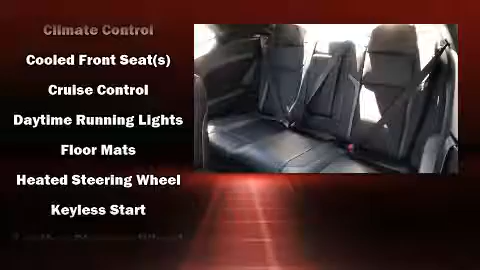 Climate Control
Cooled Front Seat(s)
Cruise Control
Daytime Running Lights
Floor Mats
Heated Steering Wheel
Keyless Start